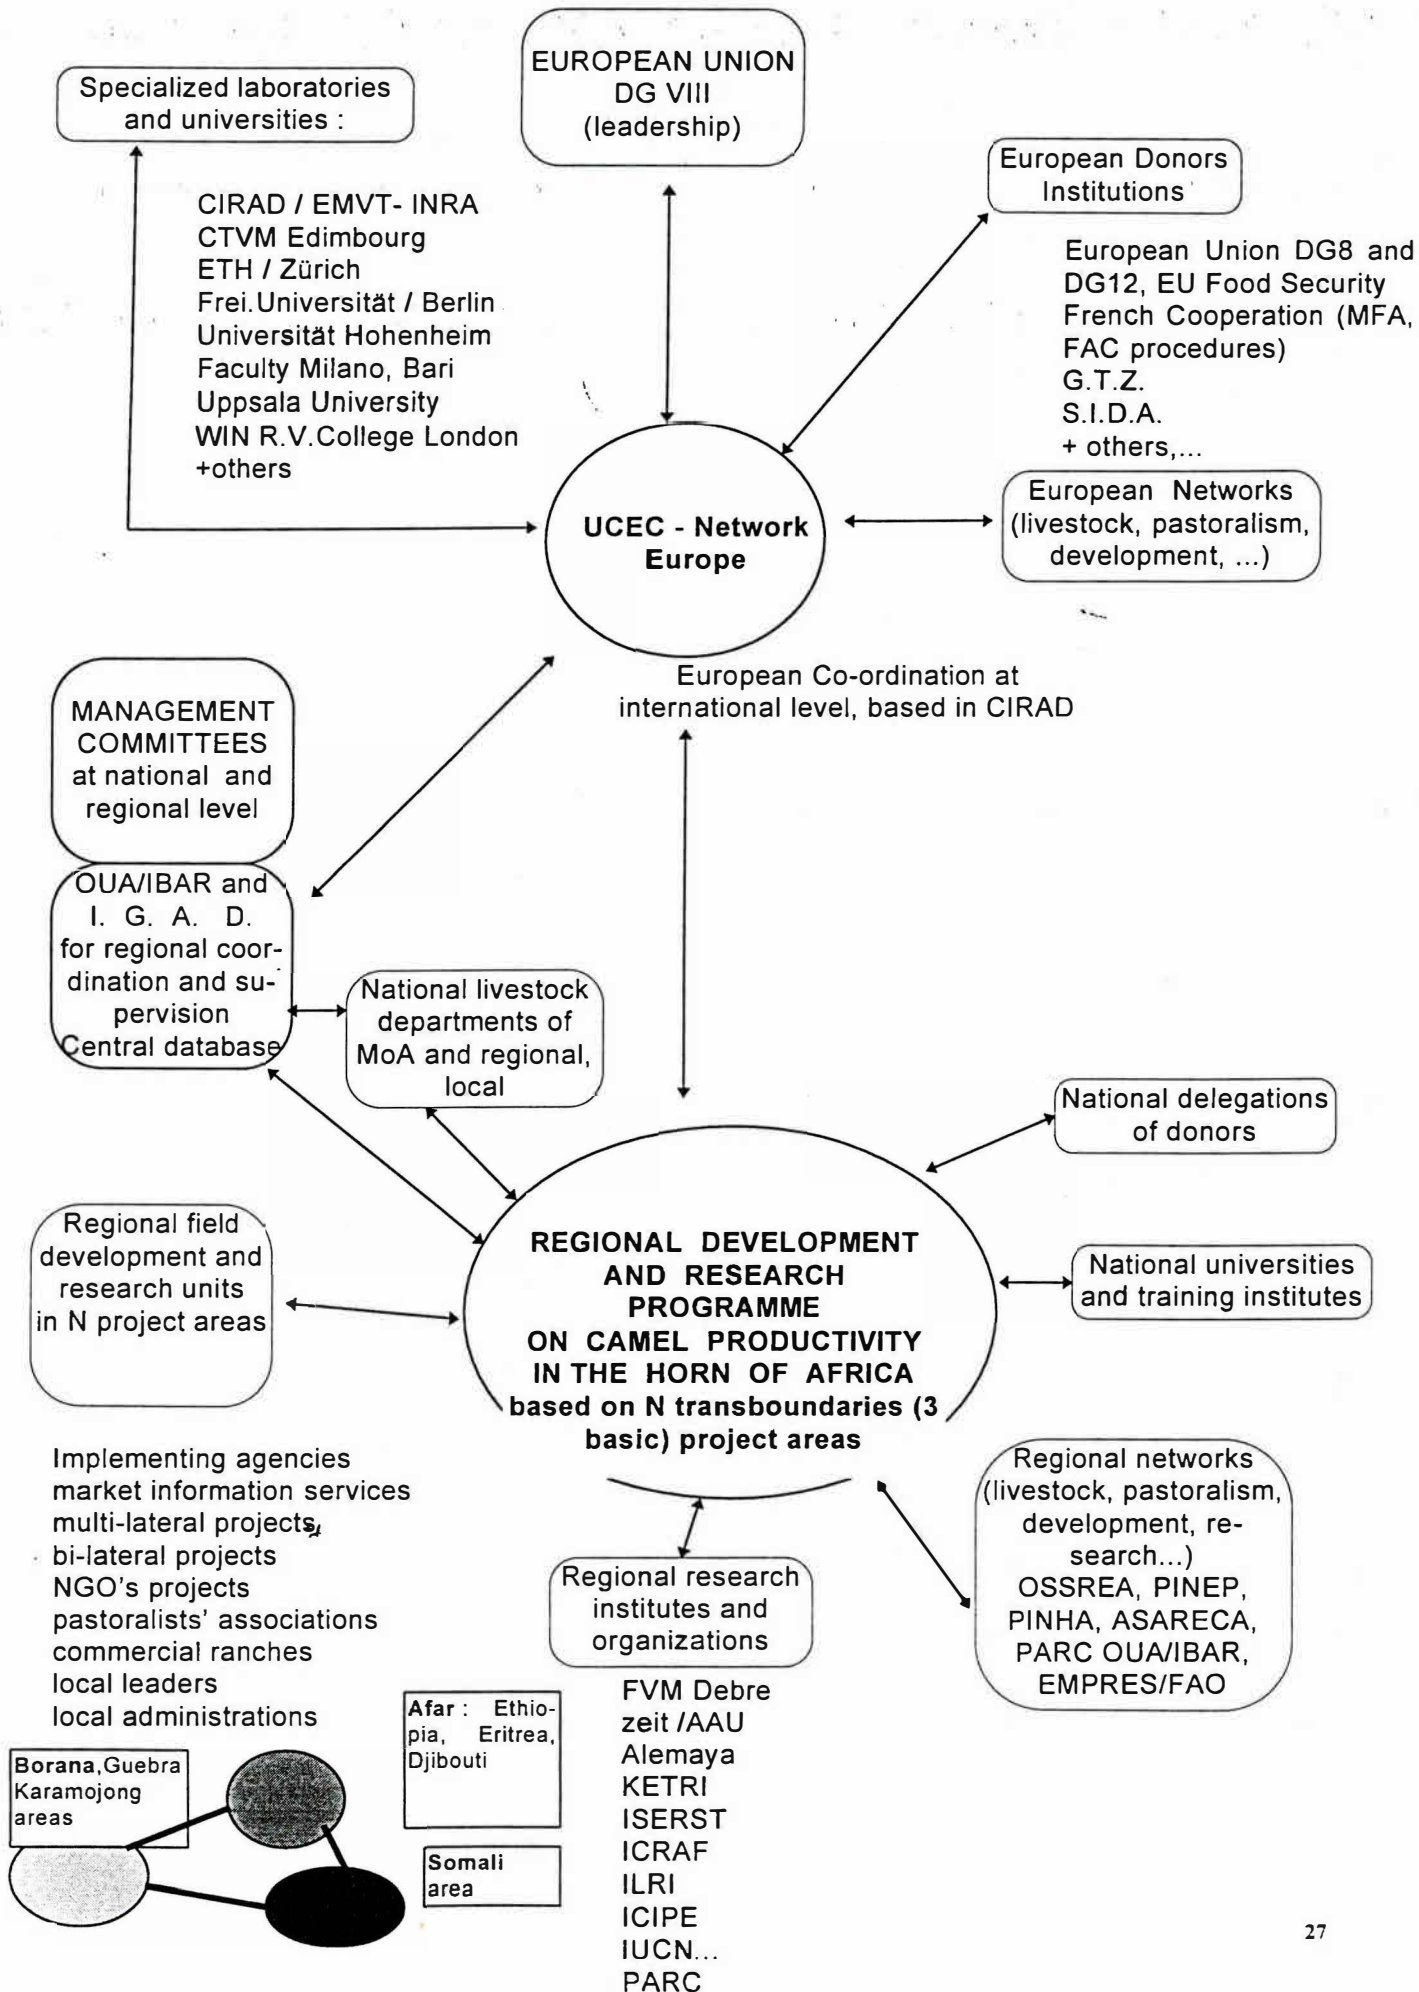 EUROPEAN UNION
DG VIII
(leadership)
Specialized laboratories
and universities :
CIRAD / EMVT- INRA
CTVM Edimbourg
ETH / Zürich
Frei.Universität / Berlin
Universität Hohenheim
Faculty Milano, Bari
Uppsala University
WIN R.V.College London
+others
European Donors
Institutions
European Union DG8 and
DG12, EU Food Security
French Cooperation (MFA,
FAC procedures)
G.T.Z.
S.I.D.A.
+ others,...
European Networks
(livestock, pastoralism,
development, ...)
UCEC - Network
Europe
European Co-ordination at
international level, based in CIRAD
MANAGEMENT
COMMITTEES
at national and
regional level
OUA/IBAR and
I. G. A. D.
for regional coor-
dination and su-
pervision
Central database
National livestock
departments of
MoA and regional,
local
National delegations
of donors
Regional field
development and
research units
in N project areas
REGIONAL DEVELOPMENT
AND RESEARCH
PROGRAMME
ON CAMEL PRODUCTIVITY
IN THE HORN OF AFRICA
based on N transboundaries (3
basic) project areas
National universities
and training institutes
Implementing agencies
market information services
multi-lateral projects,
bi-lateral projects
NGO's projects
pastoralists' associations
commercial ranches
local leaders
local administrations
Regional research
institutes and
organizations
FVM Debre
zeit /AAU
Alemaya
KETRI
ISERST
ICRAF
ILRI
ICIPE
IUCN...
PARC
Regional networks
(livestock, pastoralism,
development, re-
search...)
OSSREA, PINEP,
PINHA, ASARECA,
PARC OUA/IBAR,
EMPRES/FAO
Borana,Guebra
Karamojong
areas
Afar : Ethio-
pia, Eritrea,
Djibouti
Somali
area
27